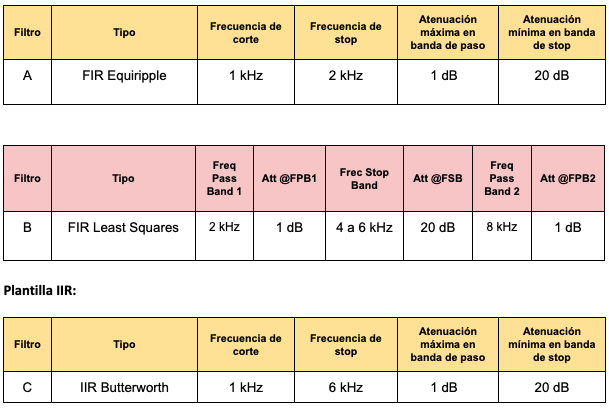 Filtro Tipo Frecuencia de corte Frecuencia de stop Atenuación máxima en banda de paso Atenuación mínima en banda de stop
A FIR Equiripple 1 kHz 2 kHz 1 dB 20 dB
Filtro Tipo Freq Pass Band 1 Att @FPB1 Frec Stop Band Att @FSB Freq Pass Band 2 Att @FPB2
B FIR Least Squares 2 kHz 1 dB 4 a 6 kHz 20 dB 8 kHz 1 dB
Plantilla IIR:
Filtro Tipo Frecuencia de corte Frecuencia de stop Atenuación máxima en banda de paso Atenuación mínima en banda de stop
C IIR Butterworth 1 kHz 6 kHz 1 dB 20 dB